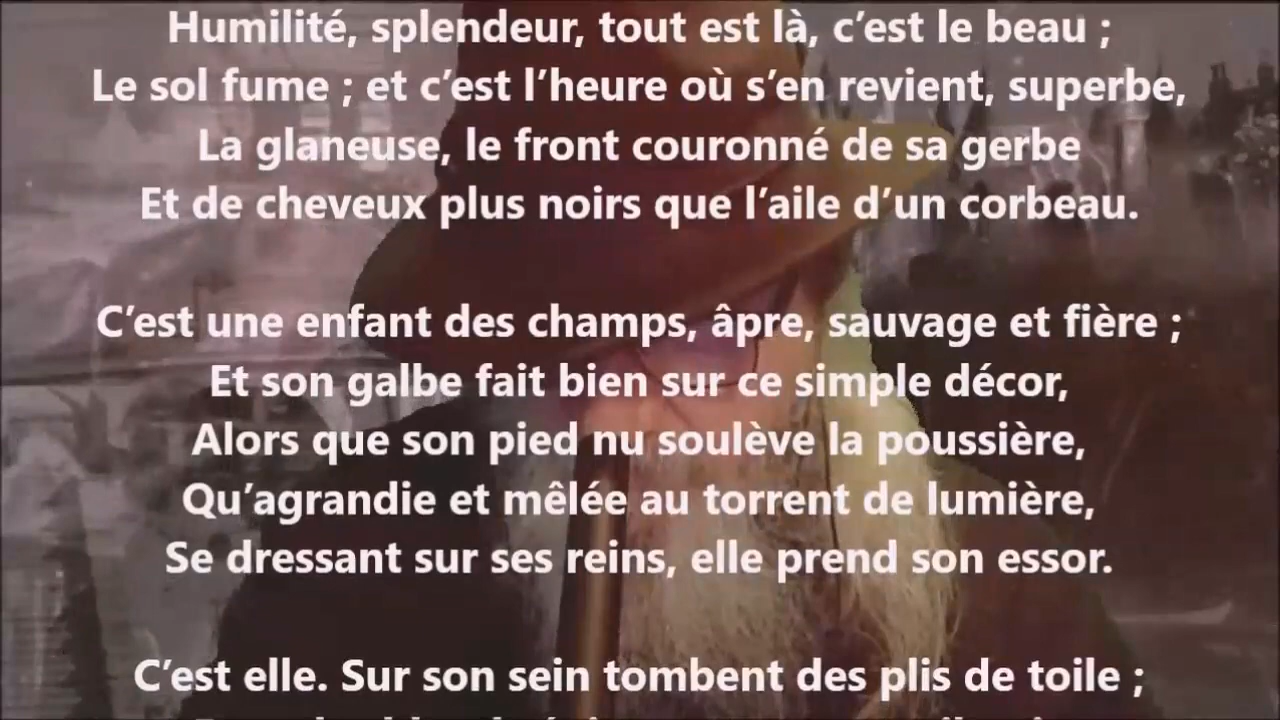 Humilité, splendeur, tout est là, c’est le beau ;
Le sol fume ; et c’est l’heure où s’en revient, superbe,
La glaneuse, le front couronné de sa gerbe
Et de cheveux plus noirs que l’aile d’un corbeau.
C’est une enfant des champs, âpre, sauvage et fière ;
Et son galbe fait bien sur ce simple décor,
Alors que son pied nu soulève la poussière,
Qu’agrandie et mêlée au torrent de lumière,
Se dressant sur ses reins, elle prend son essor.
C’est elle. Sur son sein tombent des plis de toile ;